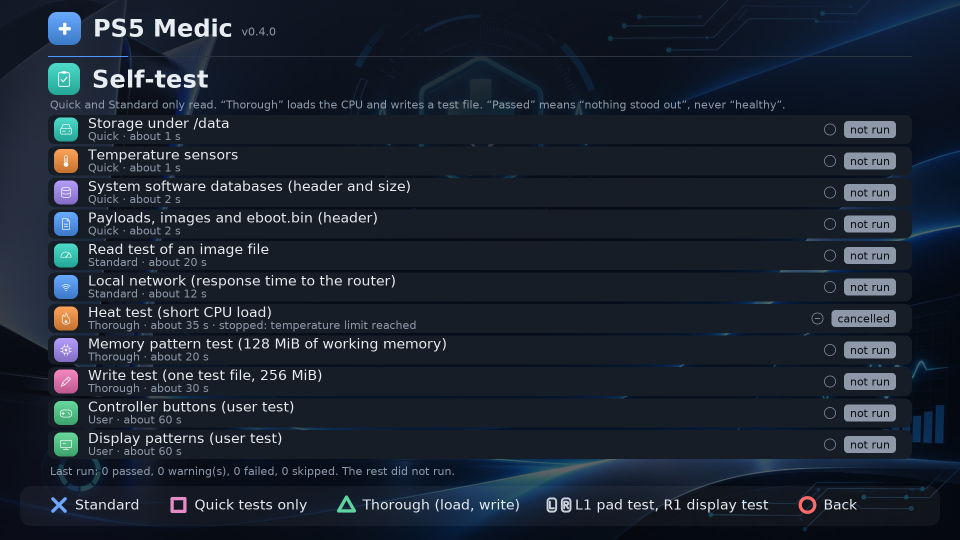 PS5 Medic v0.4.0
Self-test
Quick and Standard only read. “Thorough” loads the CPU and writes a test file. “Passed” means “nothing stood out”, never “healthy”.
Storage under /data
Quick · about 1 s
not run
Temperature sensors
Quick · about 1 s
not run
System software databases (header and size)
Quick · about 2 s
not run
Payloads, images and eboot.bin (header)
Quick · about 2 s
not run
Read test of an image file
Standard · about 20 s
not run
Local network (response time to the router)
Standard · about 12 s
not run
Heat test (short CPU load)
Thorough · about 35 s · stopped: temperature limit reached
cancelled
Memory pattern test (128 MiB of working memory)
Thorough · about 20 s
not run
Write test (one test file, 256 MiB)
Thorough · about 30 s
not run
Controller buttons (user test)
User · about 60 s
not run
Display patterns (user test)
User · about 60 s
not run
Last run: 0 passed, 0 warning(s), 0 failed, 0 skipped. The rest did not run.
Standard Quick tests only Thorough (load, write) L R L1 pad test, R1 display test Back